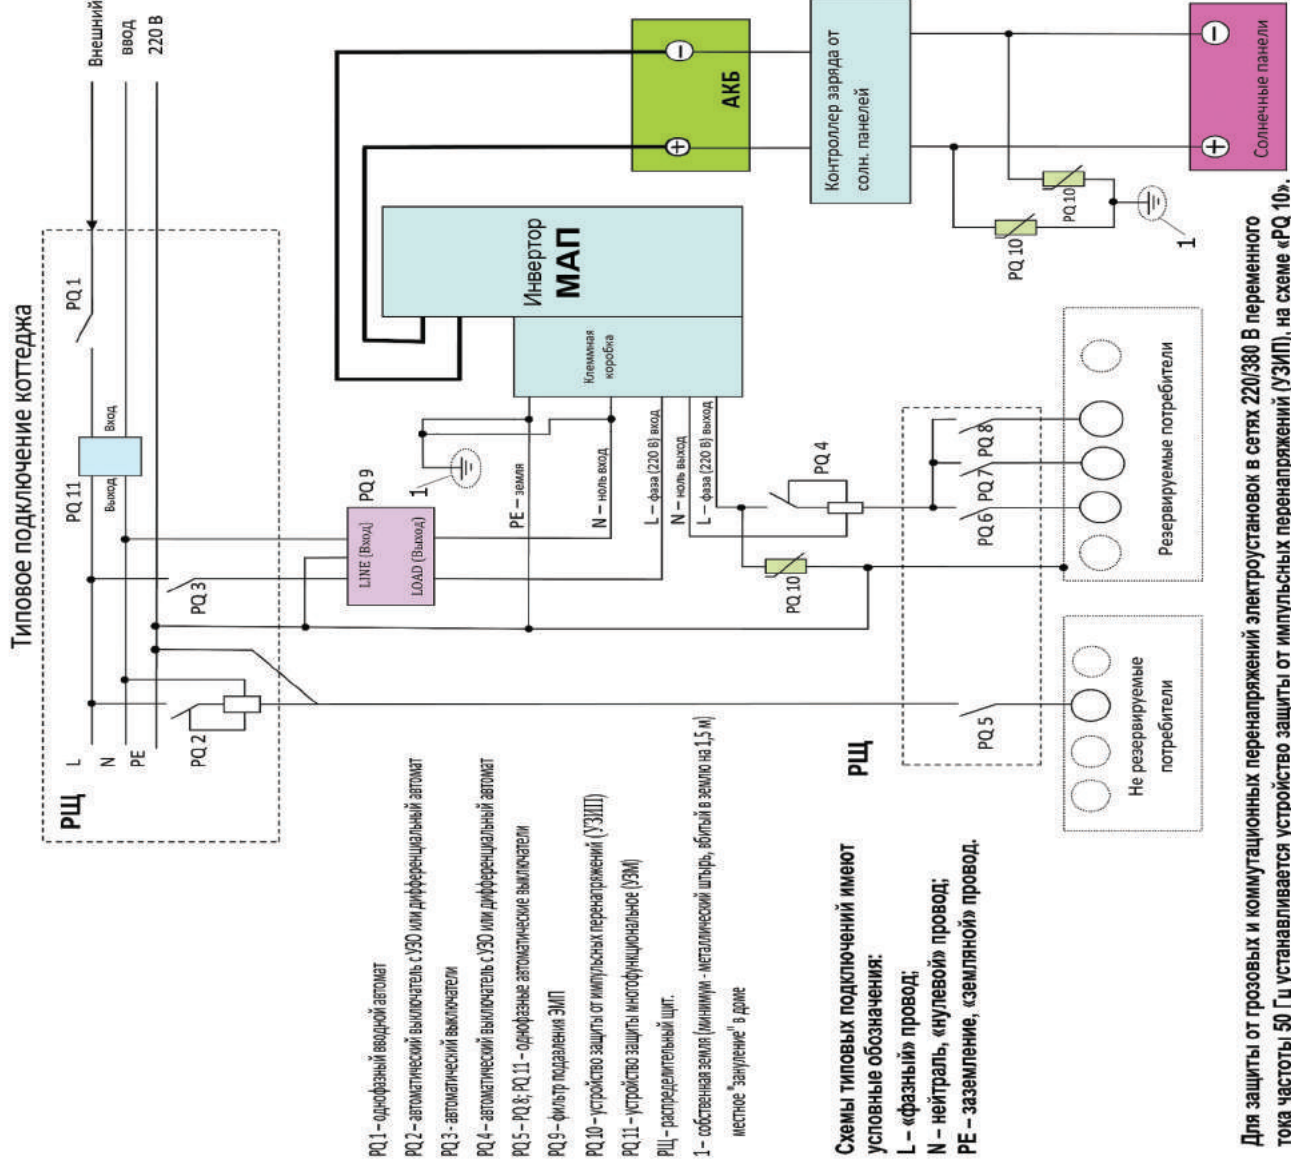 Типовое подключение коттеджа
РЩ
L
N
PE
PQ 11
PQ 1
Внешний
ввод
220 В
Выход
Вход
PQ 2
PQ 3
PQ 9
LINE (Вход)
LOAD (Выход)
1
PE – земля
N – ноль вход
L – фаза (220 В) вход
N – ноль выход
L – фаза (220 В) выход
Клеммная
коробка
Инвертор
МАП
АКБ
Контроллер заряда от
солн. панелей
PQ 10
PQ 10
1
Солнечные панели
PQ 10
PQ 4
РЩ
PQ 5
PQ 6
PQ 7
PQ 8
Не резервируемые
потребители
Резервируемые потребители
PQ 1 – однофазный вводной автомат
PQ 2 – автоматический выключатель с УЗО или дифференциальный автомат
PQ 3 - автоматический выключатели
PQ 4 – автоматический выключатель с УЗО или дифференциальный автомат
PQ 5 – PQ 8; PQ 11 – однофазные автоматические выключатели
PQ 9 – фильтр подавления ЭМП
PQ 10 – устройство защиты от импульсных перенапряжений (УЗИП)
PQ 11 – устройство защиты многофункциональное (УЗМ)
РЩ – распределительный щит.
1 – собственная земля (минимум - металлический штырь, вбитый в землю на 1,5 м)
местное "зануление" в доме
Схемы типовых подключений имеют
условные обозначения:
L – «фазный» провод;
N – нейтраль, «нулевой» провод;
PE – заземление, «земляной» провод.
Для защиты от грозовых и коммутационных перенапряжений электроустановок в сетях 220/380 В переменного
тока частоты 50 Гц устанавливается устройство защиты от импульсных перенапряжений (УЗИП), на схеме «PQ 10».